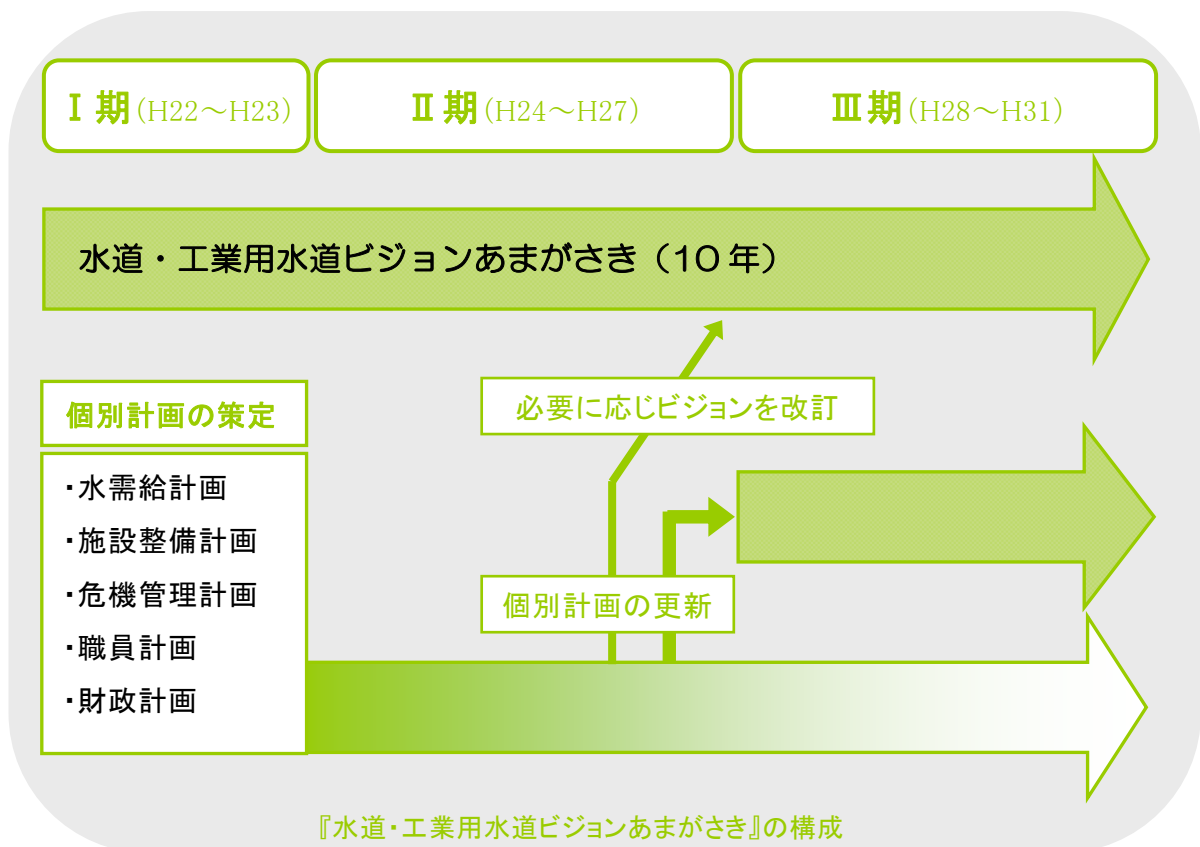 Ⅰ期(H22～H23)
Ⅱ期(H24～H27)
Ⅲ期(H28～H31)
水道・工業用水道ビジョンあまがさき（10年）
個別計画の策定
・水需給計画
・施設整備計画
・危機管理計画
・職員計画
・財政計画
必要に応じビジョンを改訂
個別計画の更新
『水道・工業用水道ビジョンあまがさき』の構成